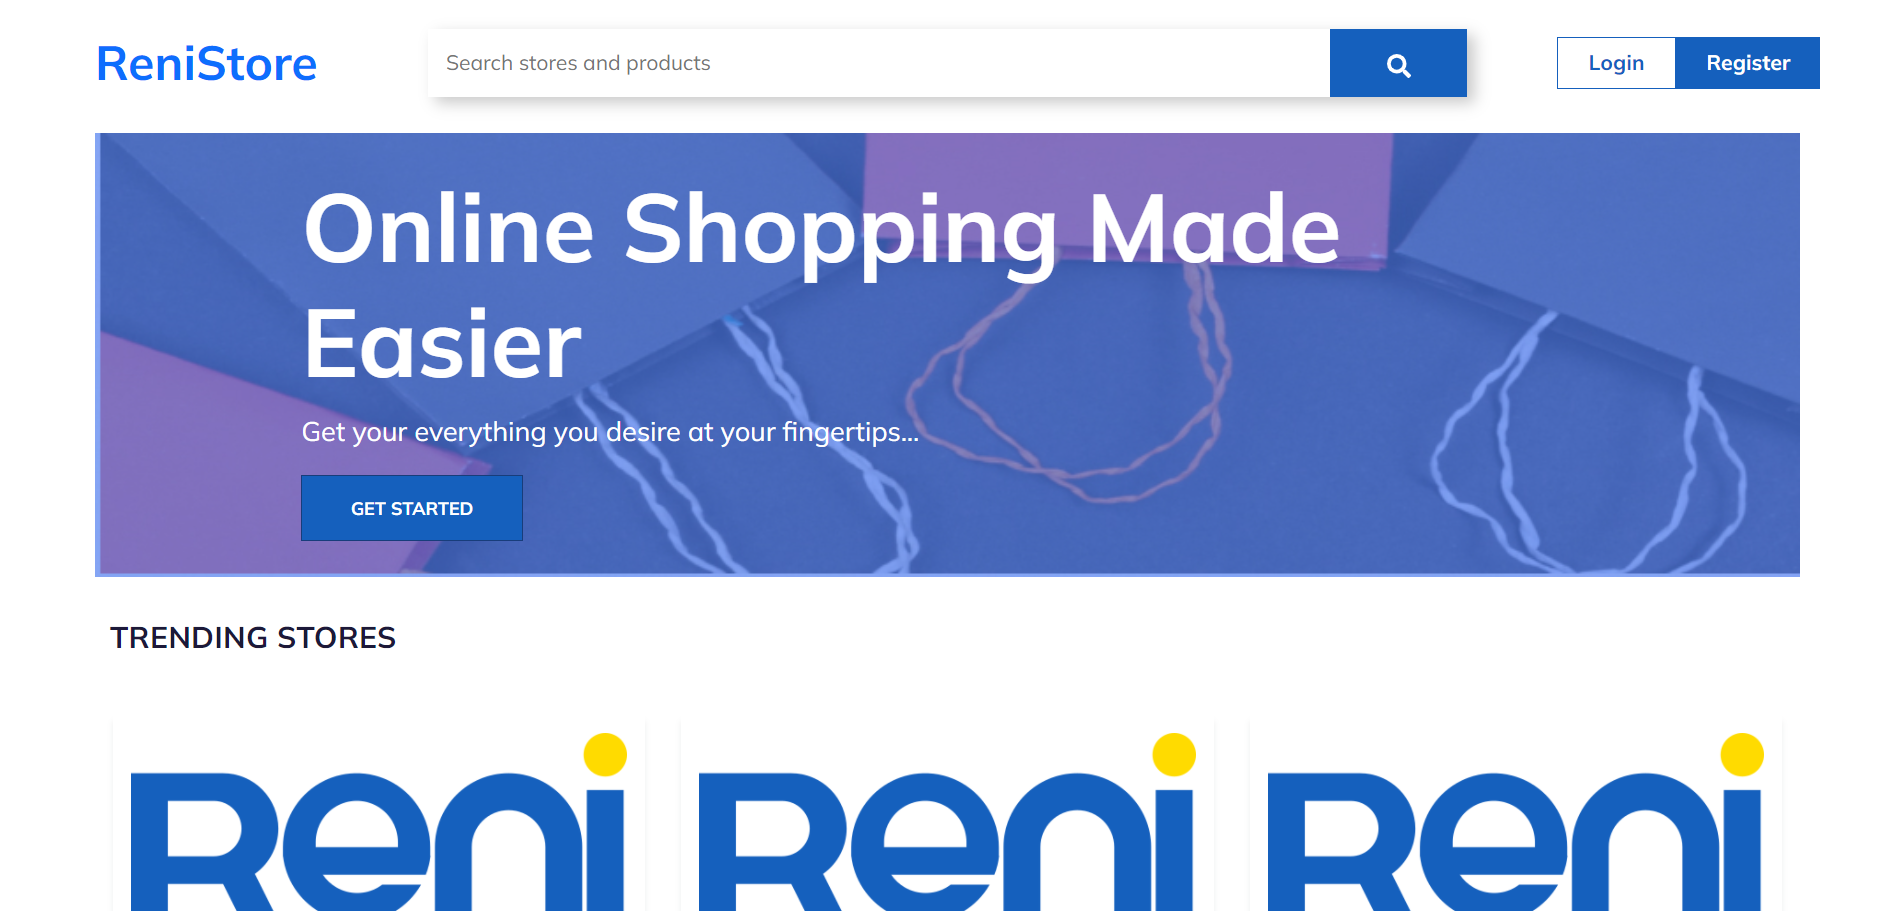 ReniStore
Search stores and products
Login
Register
Online Shopping Made
Easier
Get your everything you desire at your fingertips...
GET STARTED
TRENDING STORES
Reni
Reni
Reni